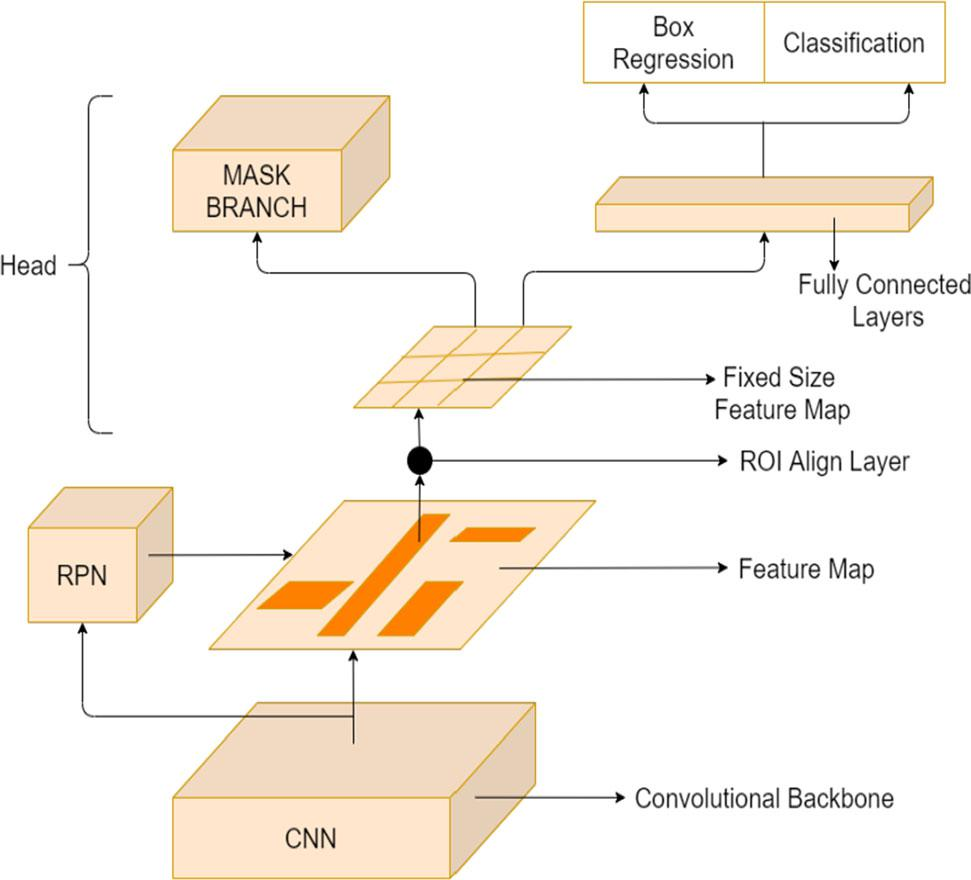 Box
Regression
Classification
MASK
BRANCH
Head
Fully Connected
Layers
Fixed Size
Feature Map
ROI Align Layer
RPN
Feature Map
Convolutional Backbone
CNN